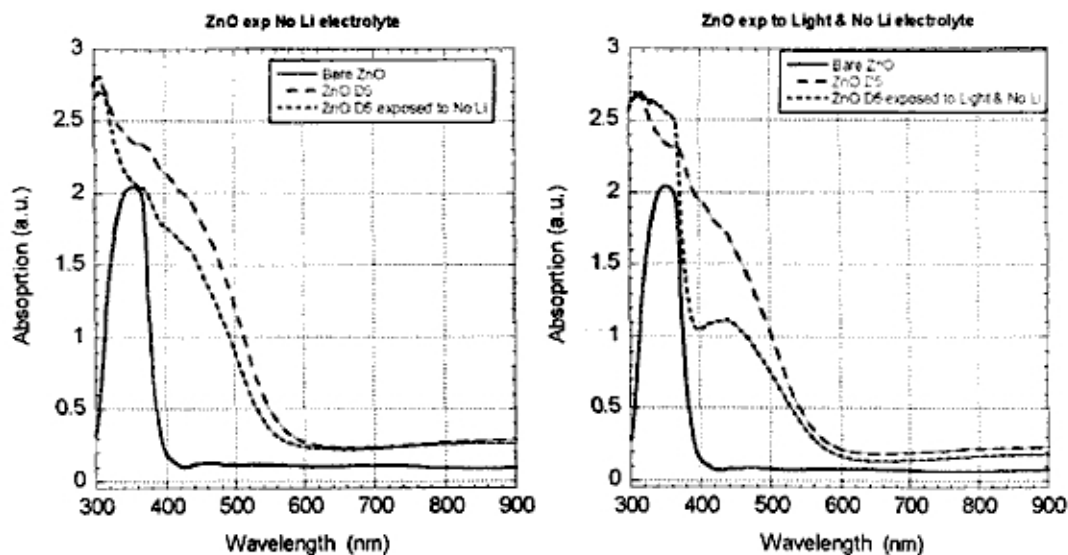 ZnO exp No Li electrolyte
3
2.5
2
1.5
1
0.5
0
Absoprtion (a.u.)
Bare ZnO
ZnO D5
ZnO D5 exposed to No Li
300 400 500 600 700 800 900
Wavelength (nm)
ZnO exp to Light & No Li electrolyte
3
2.5
2
1.5
1
0.5
0
Absoprtion (a.u.)
Bare ZnO
ZnO D5
ZnO D5 exposed to Light & No Li
300 400 500 600 700 800 900
Wavelength (nm)